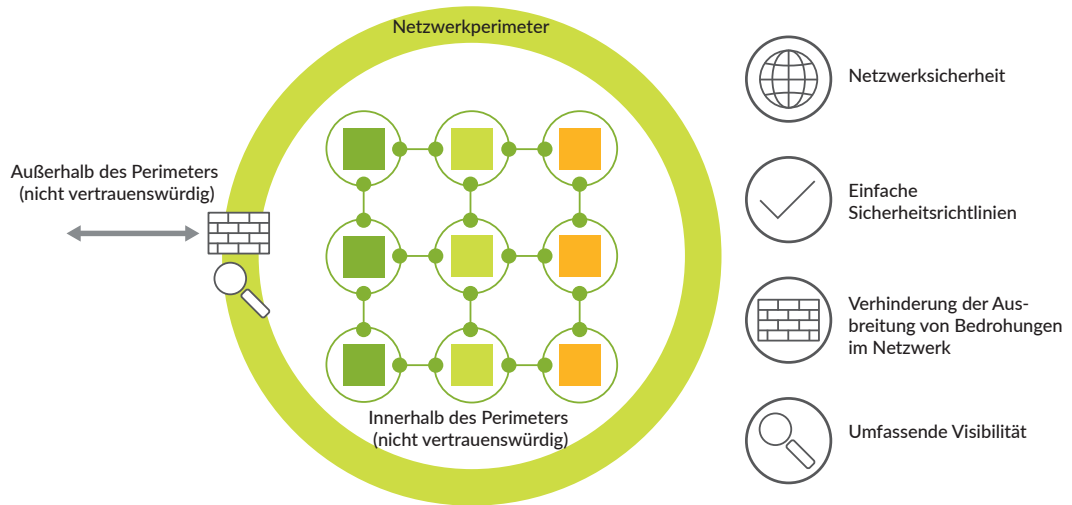 Netzwerkperimeter
Außerhalb des Perimeters
(nicht vertrauenswürdig)
Innerhalb des Perimeters
(nicht vertrauenswürdig)
Netzwerksicherheit
Einfache
Sicherheitsrichtlinien
Verhinderung der Aus-
breitung von Bedrohungen
im Netzwerk
Umfassende Visibilität